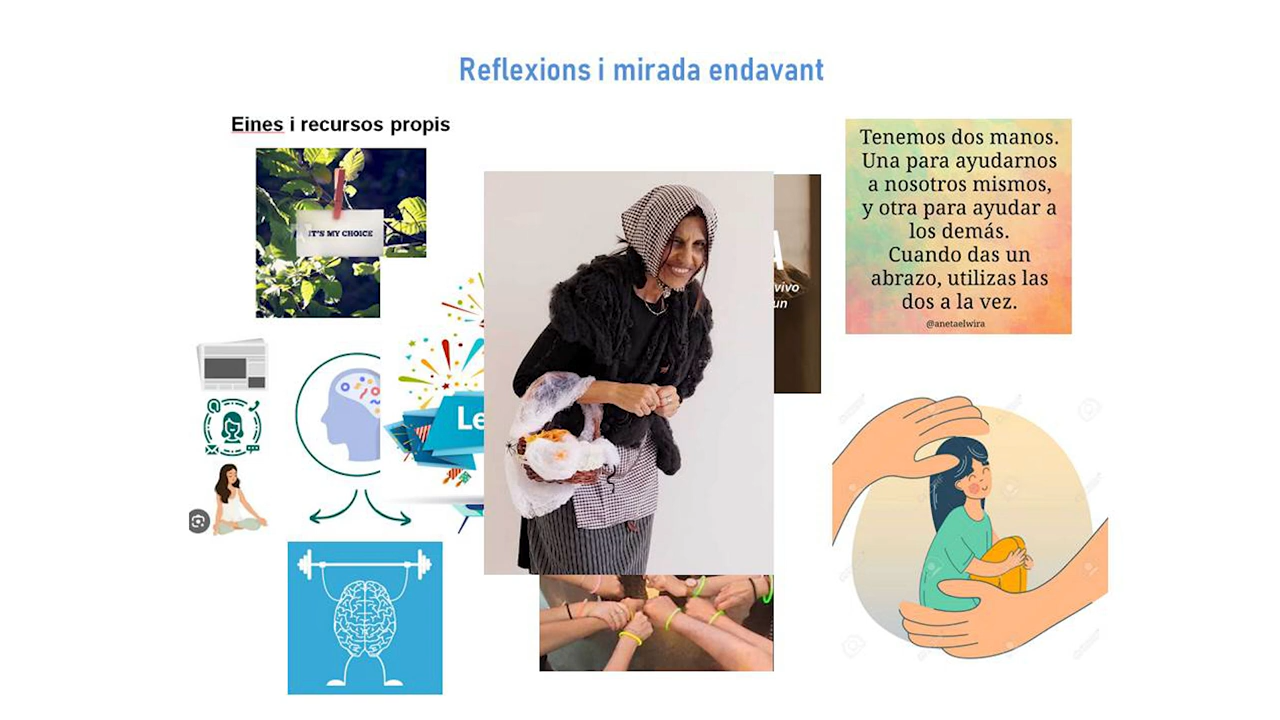 Reflexions i mirada endavant
Eines i recursos propis
IT'S MY CHOICE
Tenemos dos manos.
Una para ayudarnos
a nosotros mismos,
y otra para ayudar a
los demás.
Cuando das un
abrazo, utilizas las
dos a la vez.
@anetaelwira
vivo
un
Le